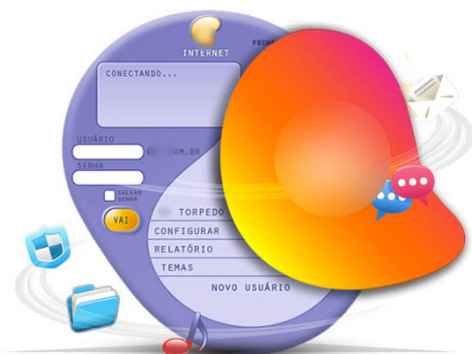 INTERNET
CONECTANDO...
USUÁRIO
OM.BR
SENHA
SALVAR
SENHA
VAI
TORPEDO
CONFIGURAR
RELATÓRIO
TEMAS
NOVO USUÁRIO